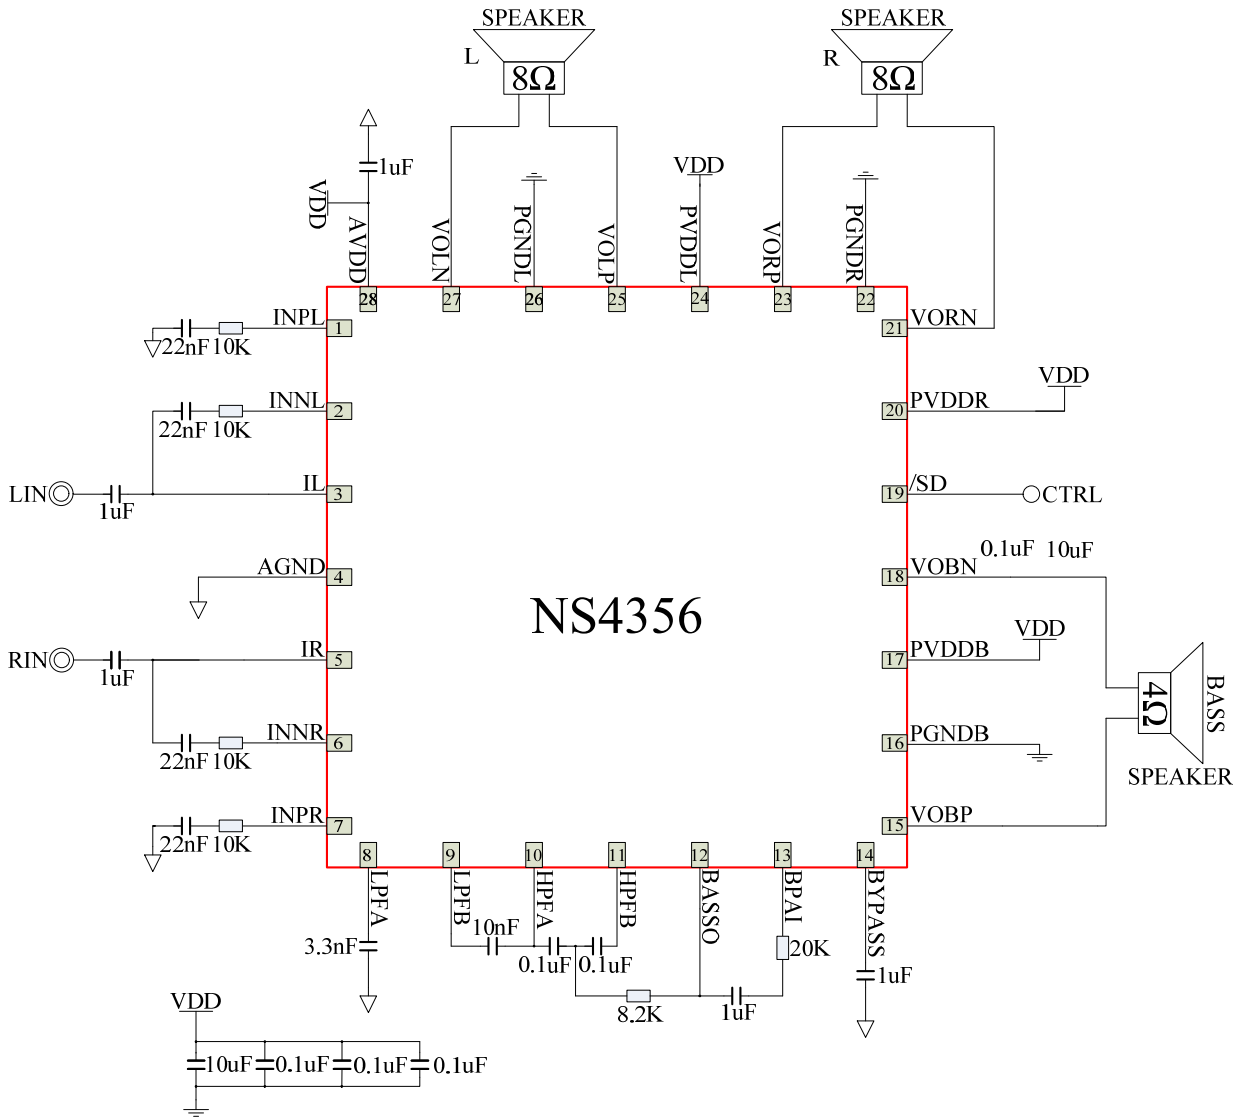 SPEAKER
SPEAKER
L
8Ω
R
8Ω
1uF
VDD
VDD
AVDD
VOLN
PGNDL
VOLP
PVDDL
VORP
PGNDR
28
27
26
25
24
23
22
INPL
1
22nF 10K
21
VORN
INNL
2
22nF 10K
20
PVDDR
VDD
LIN
1uF
IL
3
19
/SD
CTRL
AGND
4
18
VOBN
0.1uF 10uF
NS4356
RIN
1uF
IR
5
17
PVDDB
VDD
INNR
6
22nF 10K
16
PGNDB
4Ω
BASS
SPEAKER
INPR
7
22nF 10K
15
VOBP
8
9
10
11
12
13
14
LPFA
LPFB
HPFA
HPFB
BASSO
BPAI
BYPASS
3.3nF
10nF
0.1uF
0.1uF
20K
1uF
8.2K
1uF
VDD
10uF
0.1uF
0.1uF
0.1uF